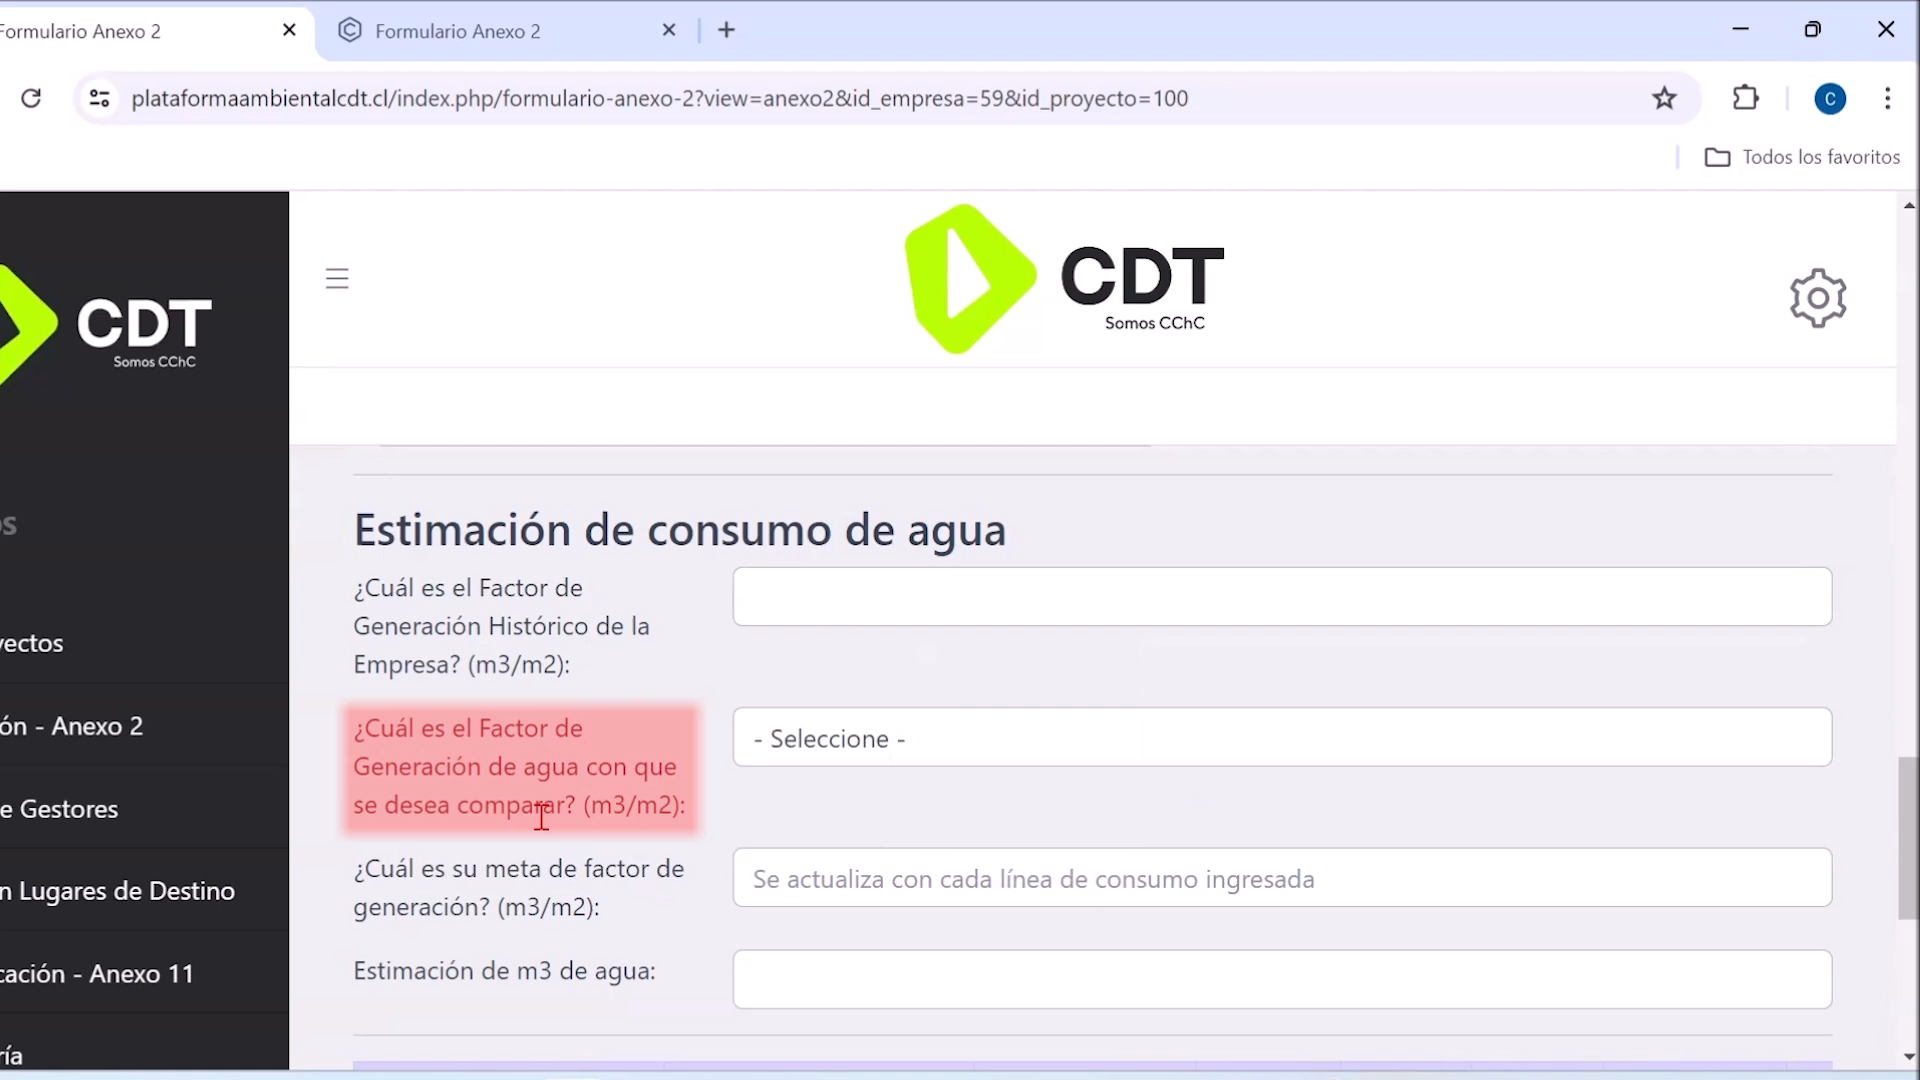 Formulario Anexo 2
Formulario Anexo 2
plataformaambientalcdt.cl/index.php/formulario-anexo-2?view=anexo2&id_empresa=59&id_proyecto=100
C
Todos los favoritos
CDT
Somos CChC
CDT
Somos CChC
os
yectos
ón - Anexo 2
e Gestores
n Lugares de Destino
cación - Anexo 11
ría
Estimación de consumo de agua
¿Cuál es el Factor de
Generación Histórico de la
Empresa? (m3/m2):
¿Cuál es el Factor de
Generación de agua con que
se desea comparar? (m3/m2):
- Seleccione -
¿Cuál es su meta de factor de
generación? (m3/m2):
Se actualiza con cada línea de consumo ingresada
Estimación de m3 de agua: